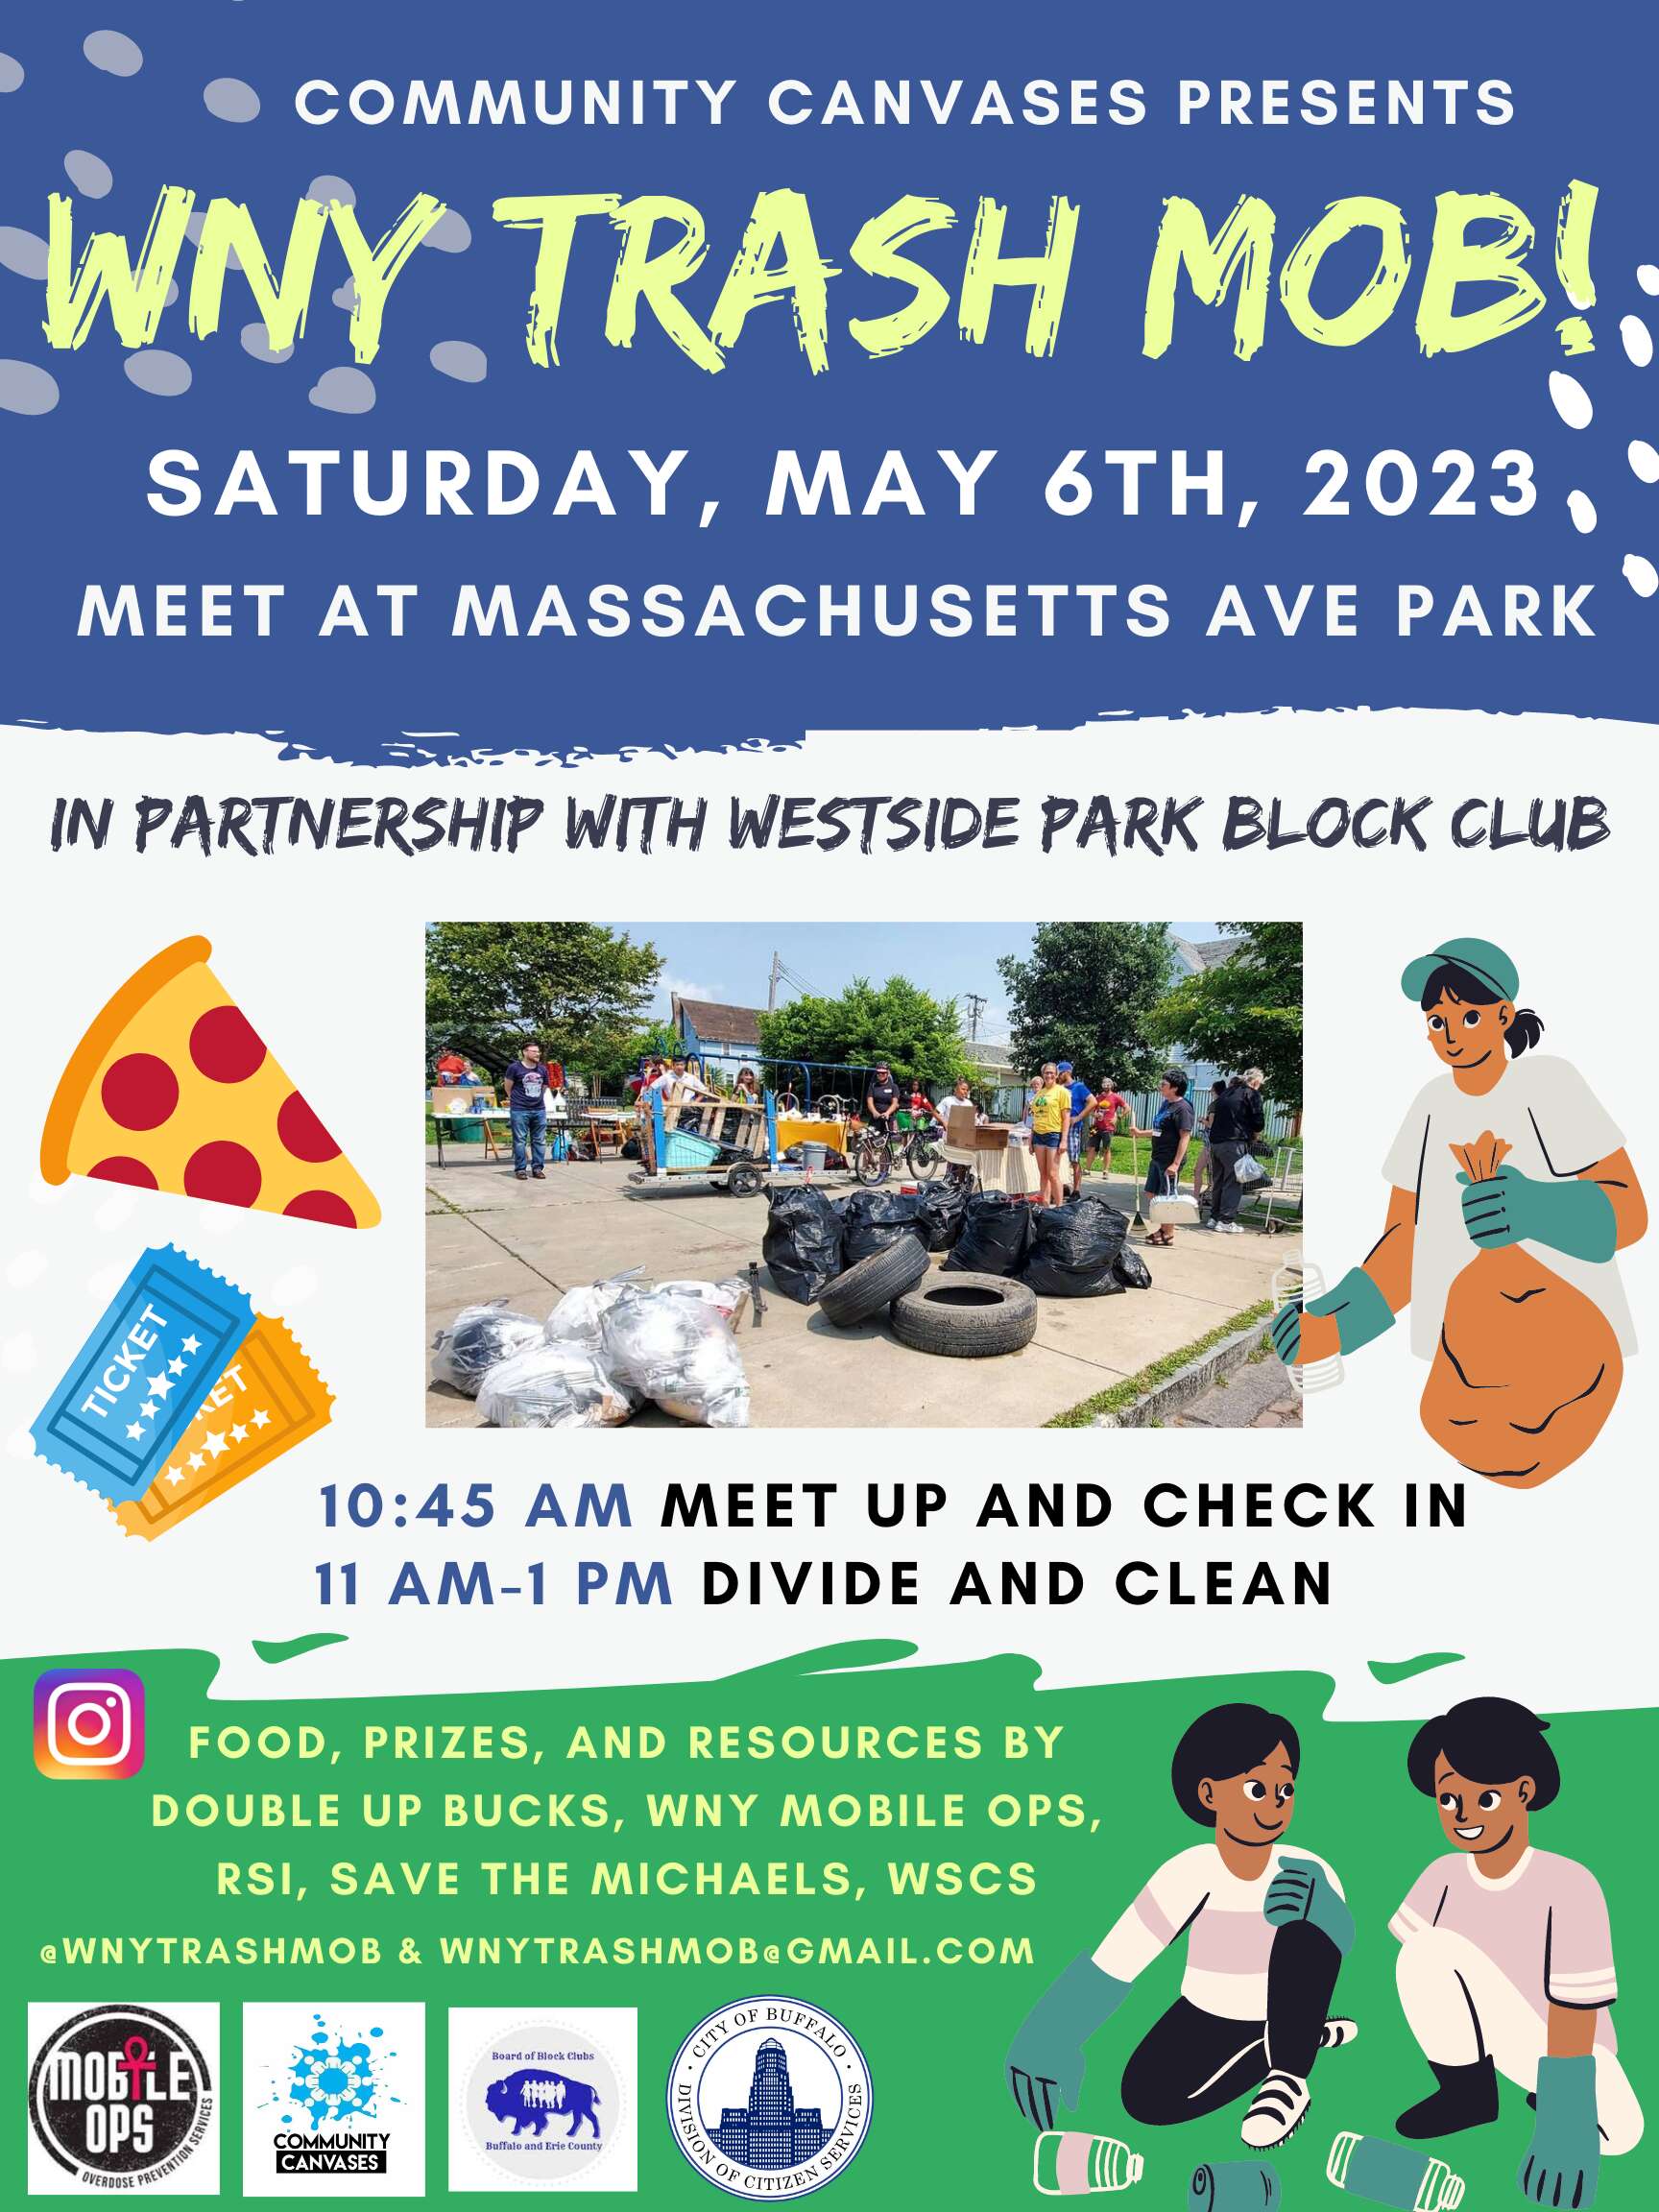 COMMUNITY CANVASES PRESENTS
WNY TRASH MOB!
SATURDAY, MAY 6TH, 2023
MEET AT MASSACHUSETTS AVE PARK
IN PARTNERSHIP WITH WESTSIDE PARK BLOCK CLUB
TICKET
KET
10:45 AM MEET UP AND CHECK IN
11 AM-1 PM DIVIDE AND CLEAN
FOOD, PRIZES, AND RESOURCES BY
DOUBLE UP BUCKS, WNY MOBILE OPS,
RSI, SAVE THE MICHAELS, WSCS
@WNYTRASHMOB & WNYTRASHMOB@GMAIL.COM
MOBILE
OPS
OVERDOSE PREVENTION SERVICES
COMMUNITY
CANVASES
Board of Block Clubs
Buffalo and Erie County
CITY OF BUFFALO
DIVISION OF CITIZEN SERVICES